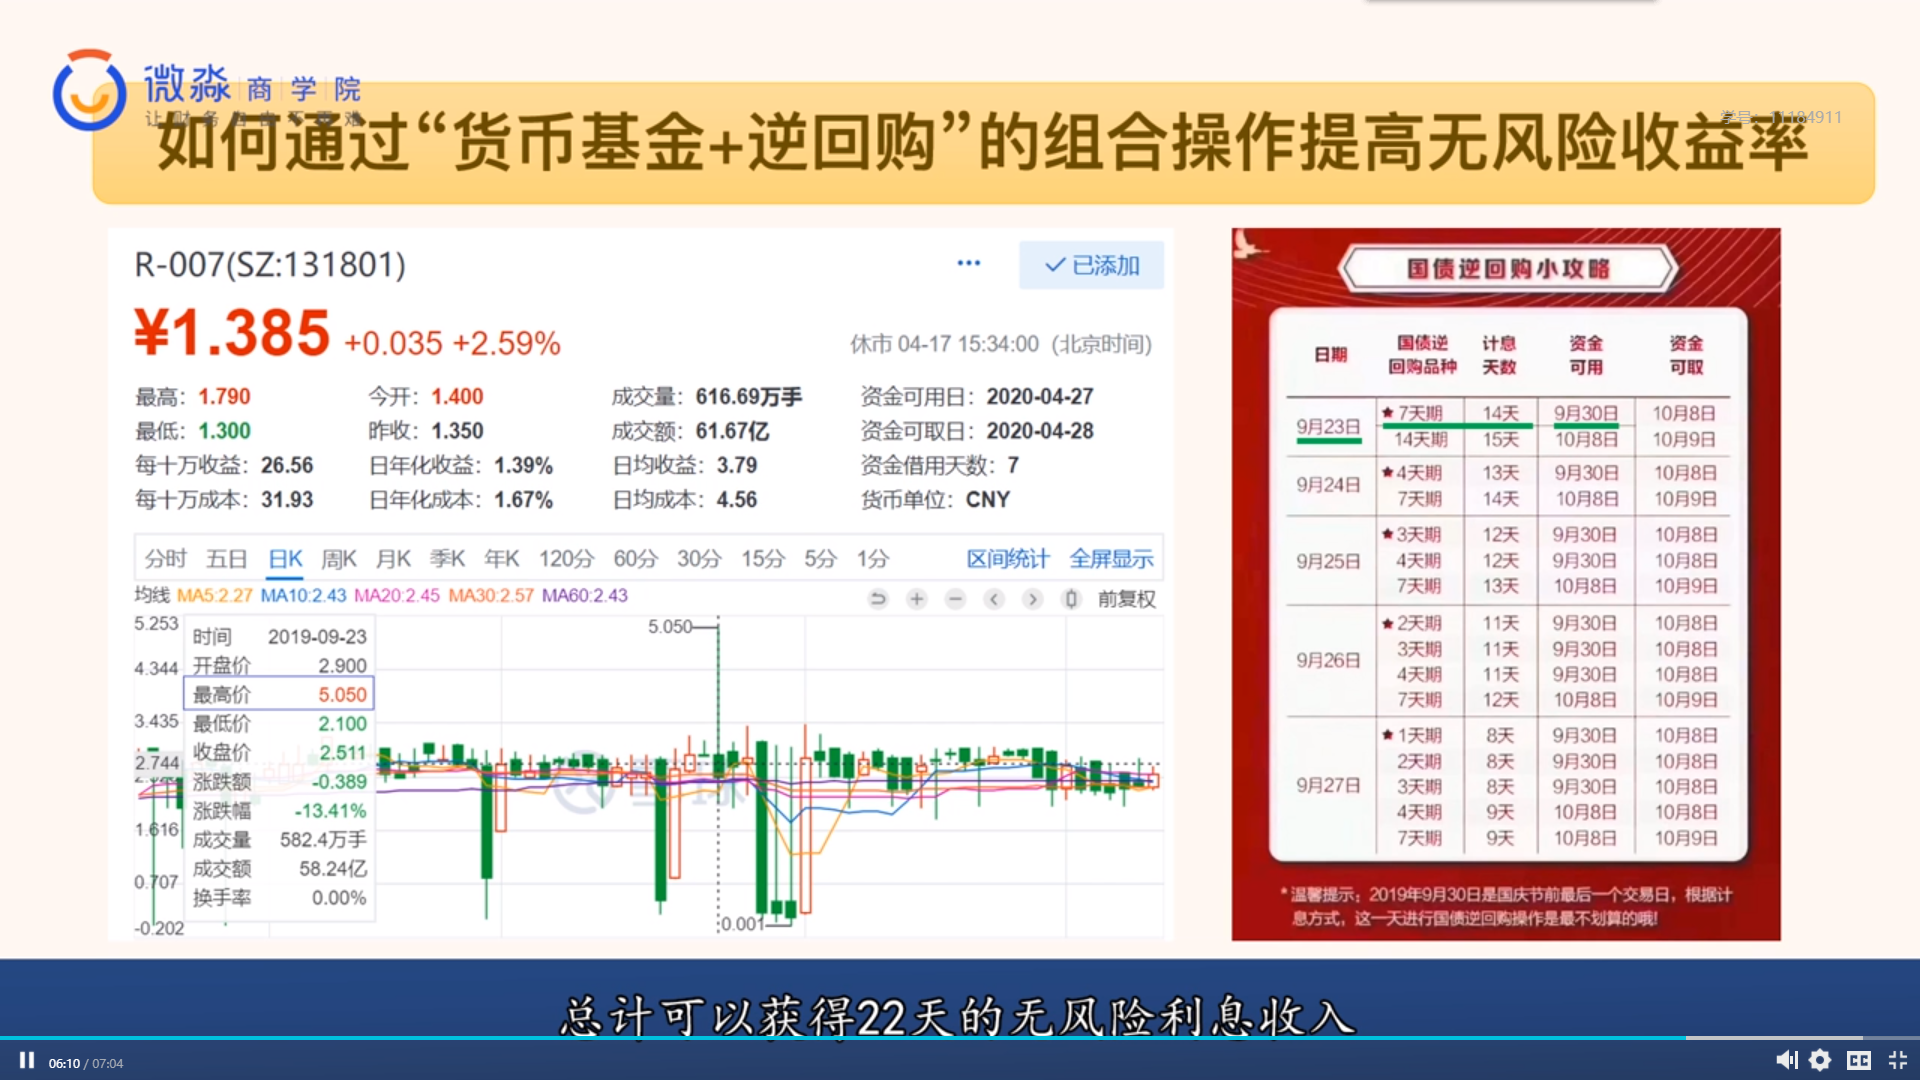 微淼 商学院
让财务自由不再难
学号：11184911
如何通过“货币基金+逆回购”的组合操作提高无风险收益率
R-007(SZ:131801)
... 已添加
¥1.385 +0.035 +2.59%
休市 04-17 15:34:00 (北京时间)
最高：1.790 今开：1.400 成交量：616.69万手 资金可用日：2020-04-27
最低：1.300 昨收：1.350 成交额：61.67亿 资金可取日：2020-04-28
每十万收益：26.56 日年化收益：1.39% 日均收益：3.79 资金借用天数：7
每十万成本：31.93 日年化成本：1.67% 日均成本：4.56 货币单位：CNY
分时 五日 日K 周K 月K 季K 年K 120分 60分 30分 15分 5分 1分 区间统计 全屏显示
均线 MA5:2.27 MA10:2.43 MA20:2.45 MA30:2.57 MA60:2.43 前复权
5.253
4.344
3.435
2.744
1.616
0.707
-0.202
时间 2019-09-23
开盘价 2.900
最高价 5.050
最低价 2.100
收盘价 2.511
涨跌额 -0.389
涨跌幅 -13.41%
成交量 582.4万手
成交额 58.24亿
换手率 0.00%
5.050
0.001
国债逆回购小攻略
日期 国债逆回购品种 计息天数 资金可用 资金可取
9月23日 ★7天期 14天 9月30日 10月8日
14天期 15天 10月8日 10月9日
9月24日 ★4天期 13天 9月30日 10月8日
7天期 14天 10月8日 10月9日
9月25日 ★3天期 12天 9月30日 10月8日
4天期 12天 9月30日 10月8日
7天期 13天 10月8日 10月9日
9月26日 ★2天期 11天 9月30日 10月8日
3天期 11天 9月30日 10月8日
4天期 11天 9月30日 10月8日
7天期 12天 10月8日 10月9日
9月27日 ★1天期 8天 9月30日 10月8日
2天期 8天 9月30日 10月8日
3天期 8天 9月30日 10月8日
4天期 9天 10月8日 10月8日
7天期 9天 10月8日 10月9日
*温馨提示：2019年9月30日是国庆节前最后一个交易日，根据计
息方式，这一天进行国债逆回购操作是最不划算的哦!
总计可以获得22天的无风险利息收入
06:10 / 07:04
CC